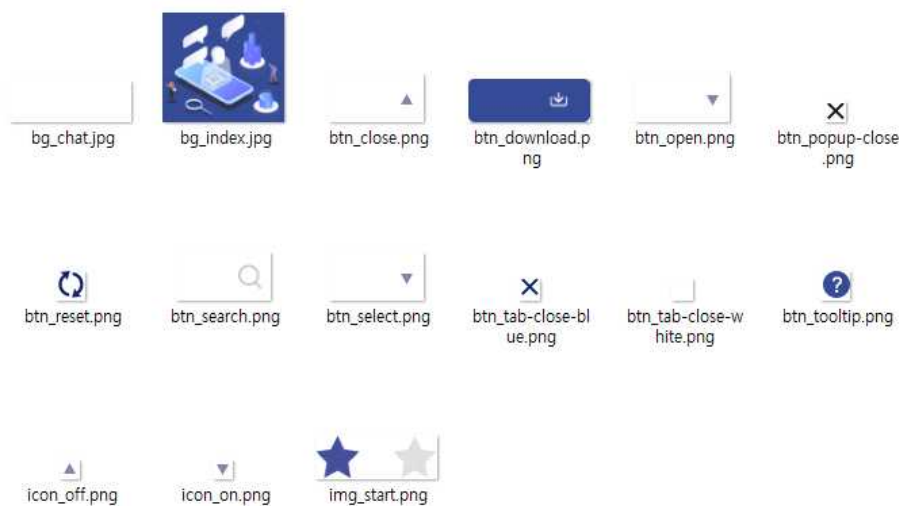 bg_chat.jpg
bg_index.jpg
btn_close.png
btn_download.p
ng
btn_open.png
btn_popup-close
.png
btn_reset.png
btn_search.png
btn_select.png
btn_tab-close-bl
ue.png
btn_tab-close-w
hite.png
btn_tooltip.png
icon_off.png
icon_on.png
img_start.png